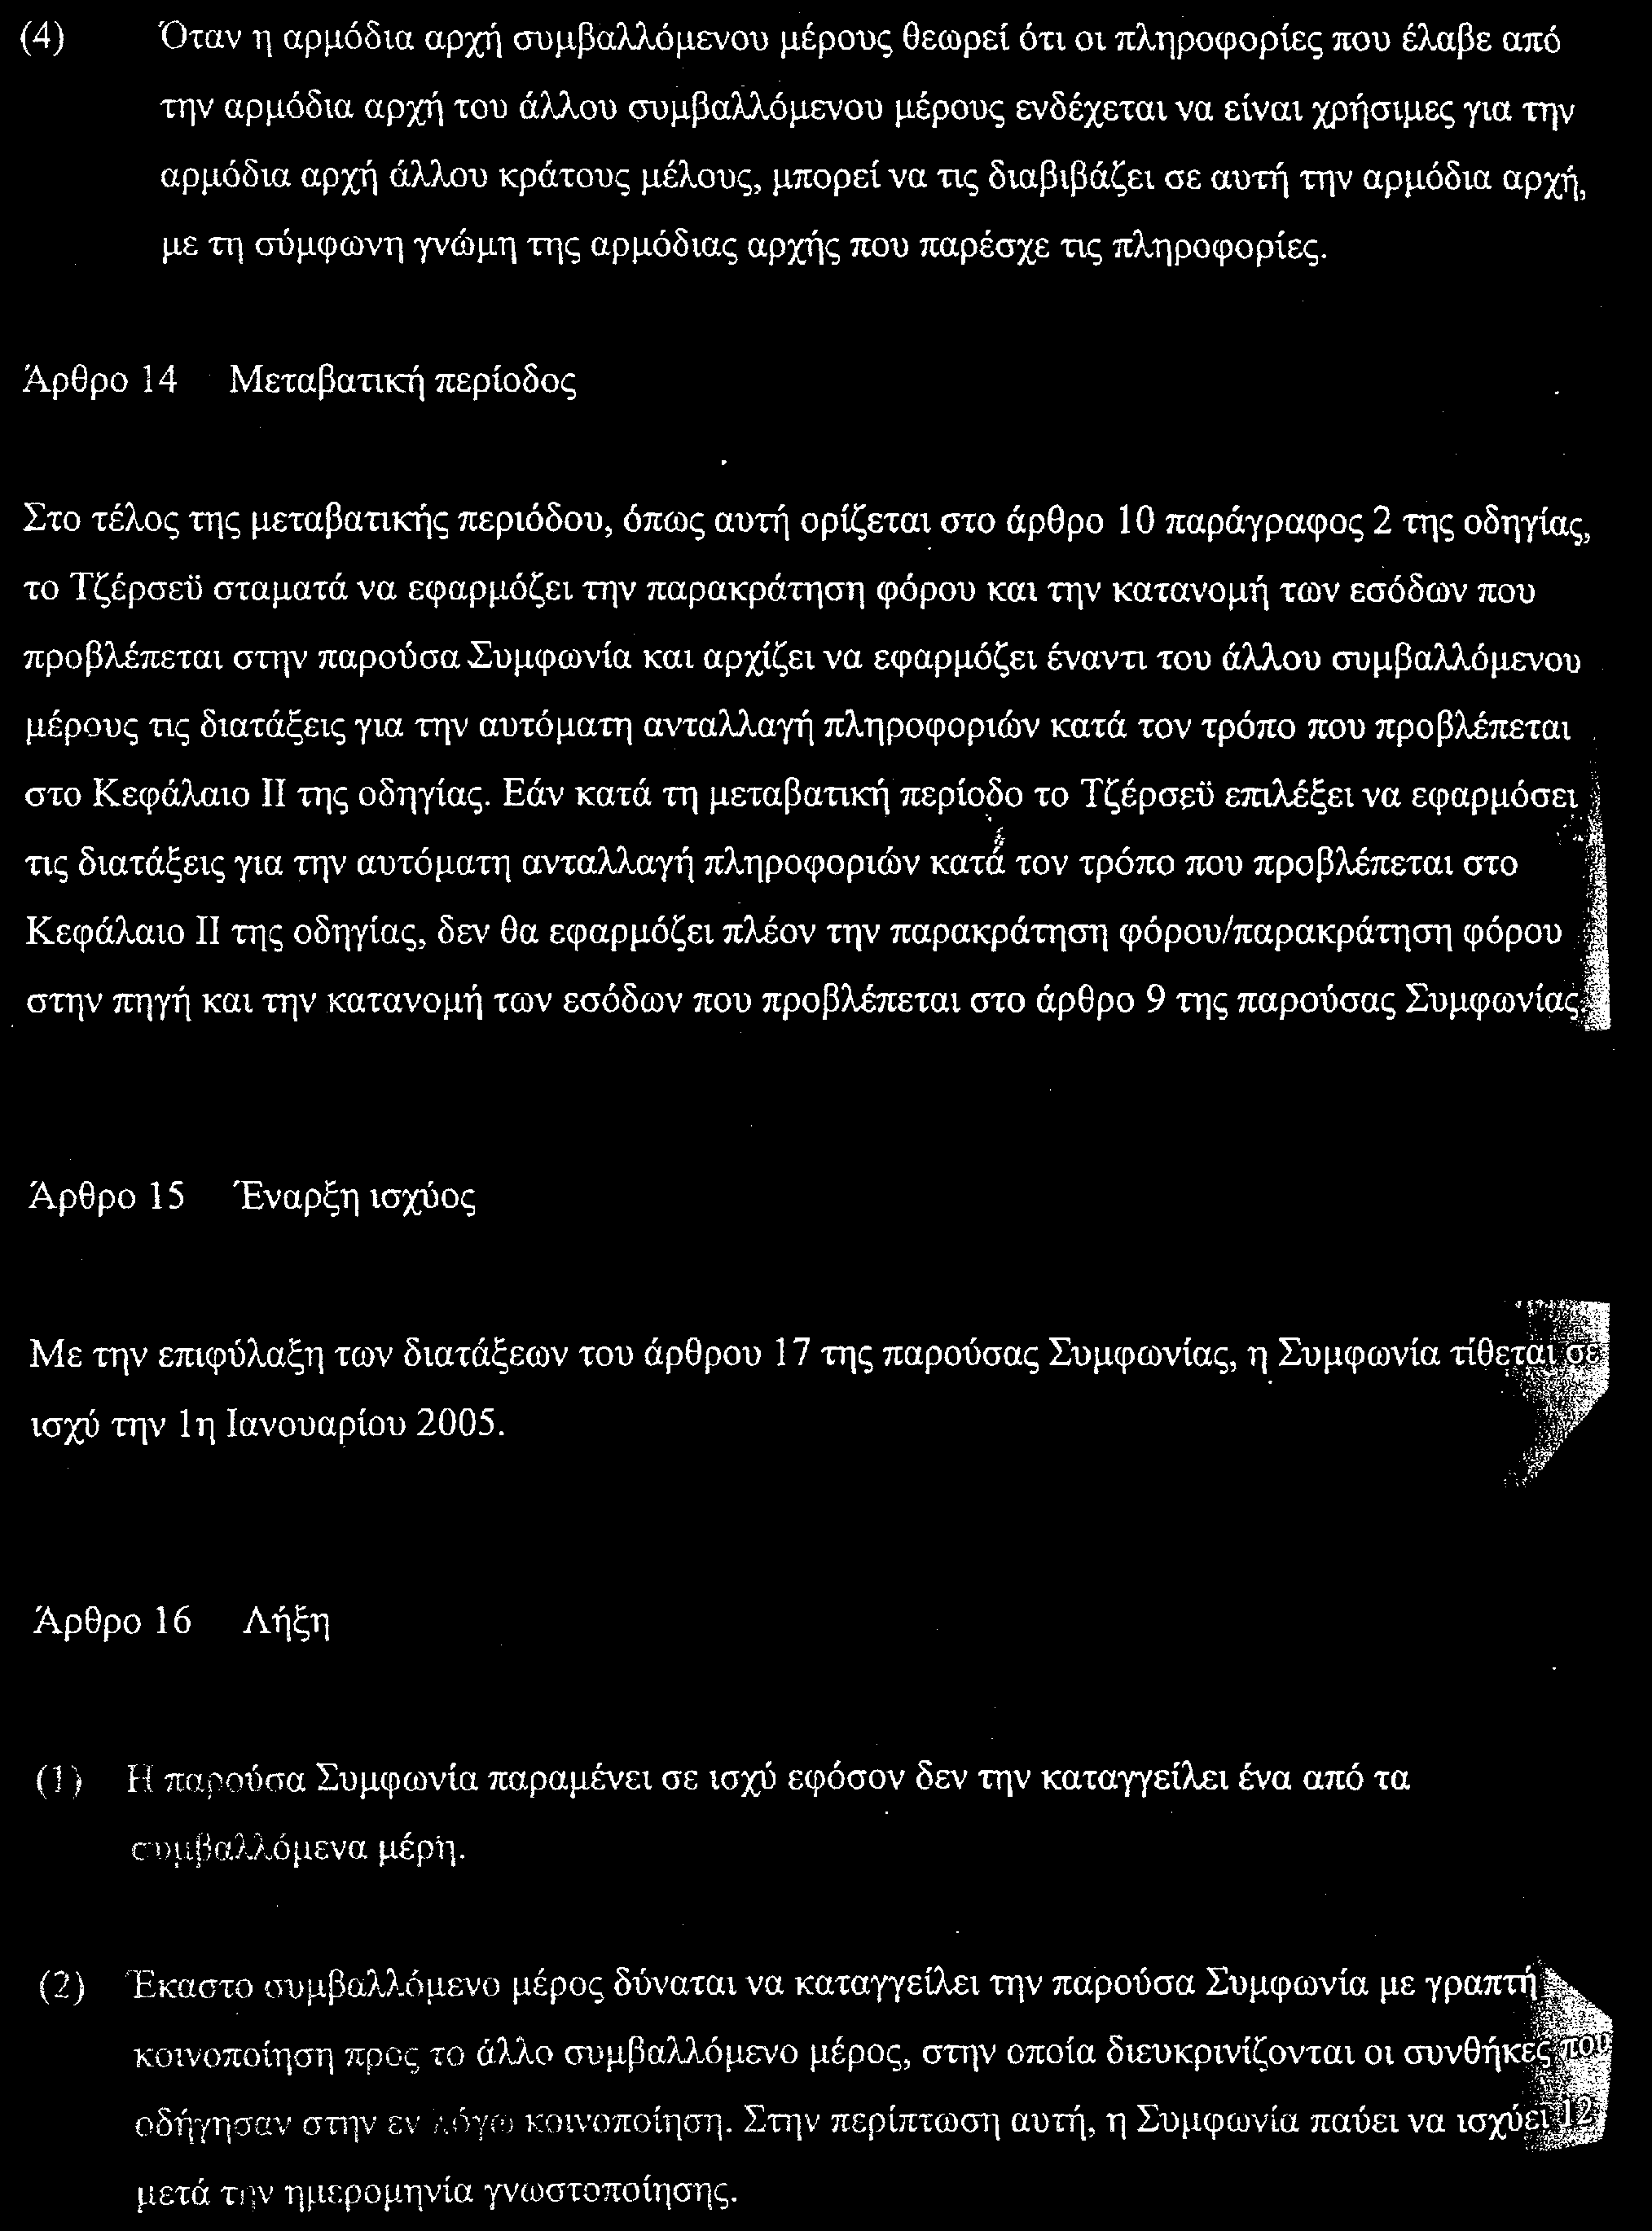 (4) Όταν η αρμόδια αρχή συμβαλλόμενου μέρους θεωρεί ότι οι πληροφορίες που έλαβε από
την αρμόδια αρχή του άλλου συμβαλλόμενου μέρους ενδέχεται να είναι χρήσιμες για την
αρμόδια αρχή άλλου κράτους μέλους, μπορεί να τις διαβιβάζει σε αυτή την αρμόδια αρχή,
με τη σύμφωνη γνώμη της αρμόδιας αρχής που παρέσχε τις πληροφορίες.
Άρθρο 14 Μεταβατική περίοδος
Στο τέλος της μεταβατικής περιόδου, όπως αυτή ορίζεται στο άρθρο 10 παράγραφος 2 της οδηγίας,
το Τζέρσεϋ σταματά να εφαρμόζει την παρακράτηση φόρου και την κατανομή των εσόδων που
προβλέπεται στην παρούσα Συμφωνία και αρχίζει να εφαρμόζει έναντι του άλλου συμβαλλόμενου
μέρους τις διατάξεις για την αυτόματη ανταλλαγή πληροφοριών κατά τον τρόπο που προβλέπεται
στο Κεφάλαιο ΙΙ της οδηγίας. Εάν κατά τη μεταβατική περίοδο το Τζέρσεϋ επιλέξει να εφαρμόσει
τις διατάξεις για την αυτόματη ανταλλαγή πληροφοριών κατά τον τρόπο που προβλέπεται στο
Κεφάλαιο ΙΙ της οδηγίας, δεν θα εφαρμόζει πλέον την παρακράτηση φόρου/παρακράτηση φόρου
στην πηγή και την κατανομή των εσόδων που προβλέπεται στο άρθρο 9 της παρούσας Συμφωνίας.
Άρθρο 15 Έναρξη ισχύος
Με την επιφύλαξη των διατάξεων του άρθρου 17 της παρούσας Συμφωνίας, η Συμφωνία τίθεται σε
ισχύ την 1η Ιανουαρίου 2005.
Άρθρο 16 Λήξη
(1) Η παρούσα Συμφωνία παραμένει σε ισχύ εφόσον δεν την καταγγείλει ένα από τα
συμβαλλόμενα μέρη.
(2) Έκαστο συμβαλλόμενο μέρος δύναται να καταγγείλει την παρούσα Συμφωνία με γραπτή
κοινοποίηση προς το άλλο συμβαλλόμενο μέρος, στην οποία διευκρινίζονται οι συνθήκες που
οδήγησαν στην εν λόγω κοινοποίηση. Στην περίπτωση αυτή, η Συμφωνία παύει να ισχύει 12
μετά την ημερομηνία γνωστοποίησης.